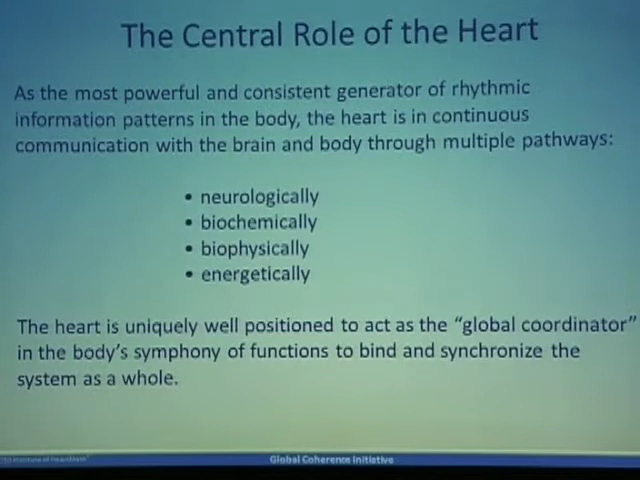 The Central Role of the Heart
As the most powerful and consistent generator of rhythmic
information patterns in the body, the heart is in continuous
communication with the brain and body through multiple pathways:
• neurologically
• biochemically
• biophysically
• energetically
The heart is uniquely well positioned to act as the “global coordinator”
in the body's symphony of functions to bind and synchronize the
system as a whole.
Global Coherence Initiative